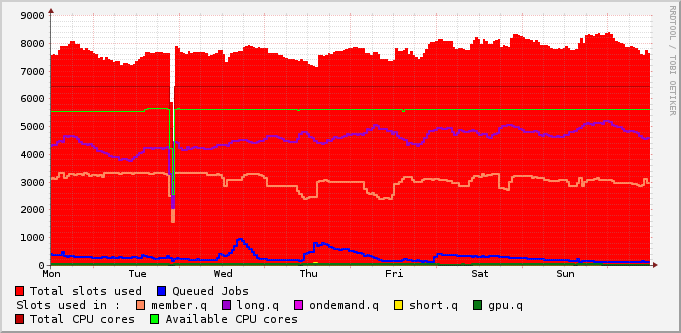 RRDTOOL / TOBI OETIKER
9000
8000
7000
6000
5000
4000
3000
2000
1000
0
Mon Tue Wed Thu Fri Sat Sun
Total slots used Queued Jobs
Slots used in : member.q long.q ondemand.q short.q gpu.q
Total CPU cores Available CPU cores